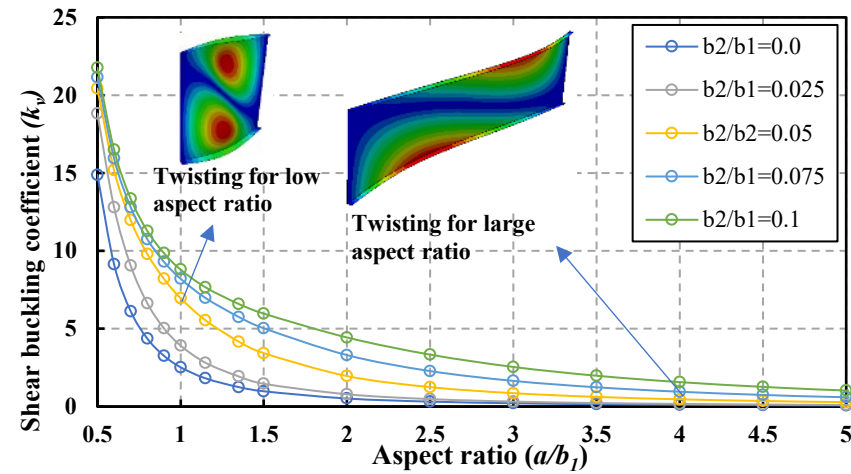 Shear buckling coefficient (kv)
25
20
15
10
5
0
Twisting for low
aspect ratio
Twisting for large
aspect ratio
b2/b1=0.0
b2/b1=0.025
b2/b2=0.05
b2/b1=0.075
b2/b1=0.1
0.5 1 1.5 2 2.5 3 3.5 4 4.5 5
Aspect ratio (a/b1)